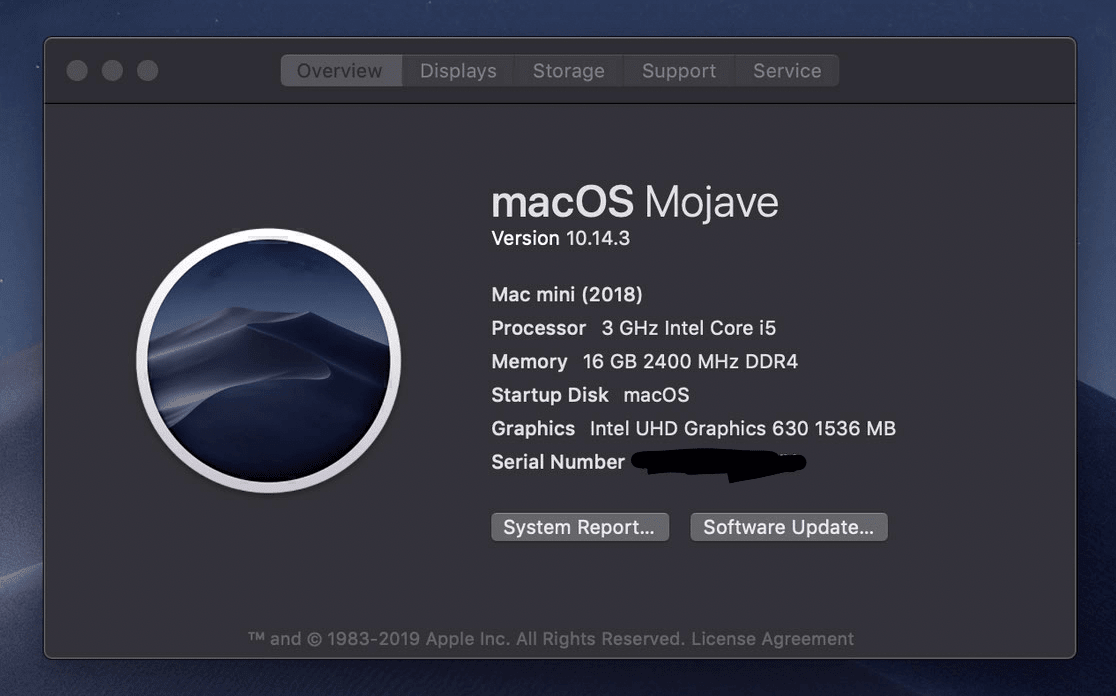 Overview Displays Storage Support Service
macOS Mojave
Version 10.14.3
Mac mini (2018)
Processor 3 GHz Intel Core i5
Memory 16 GB 2400 MHz DDR4
Startup Disk macOS
Graphics Intel UHD Graphics 630 1536 MB
Serial Number
System Report... Software Update...
™ and © 1983-2019 Apple Inc. All Rights Reserved. License Agreement